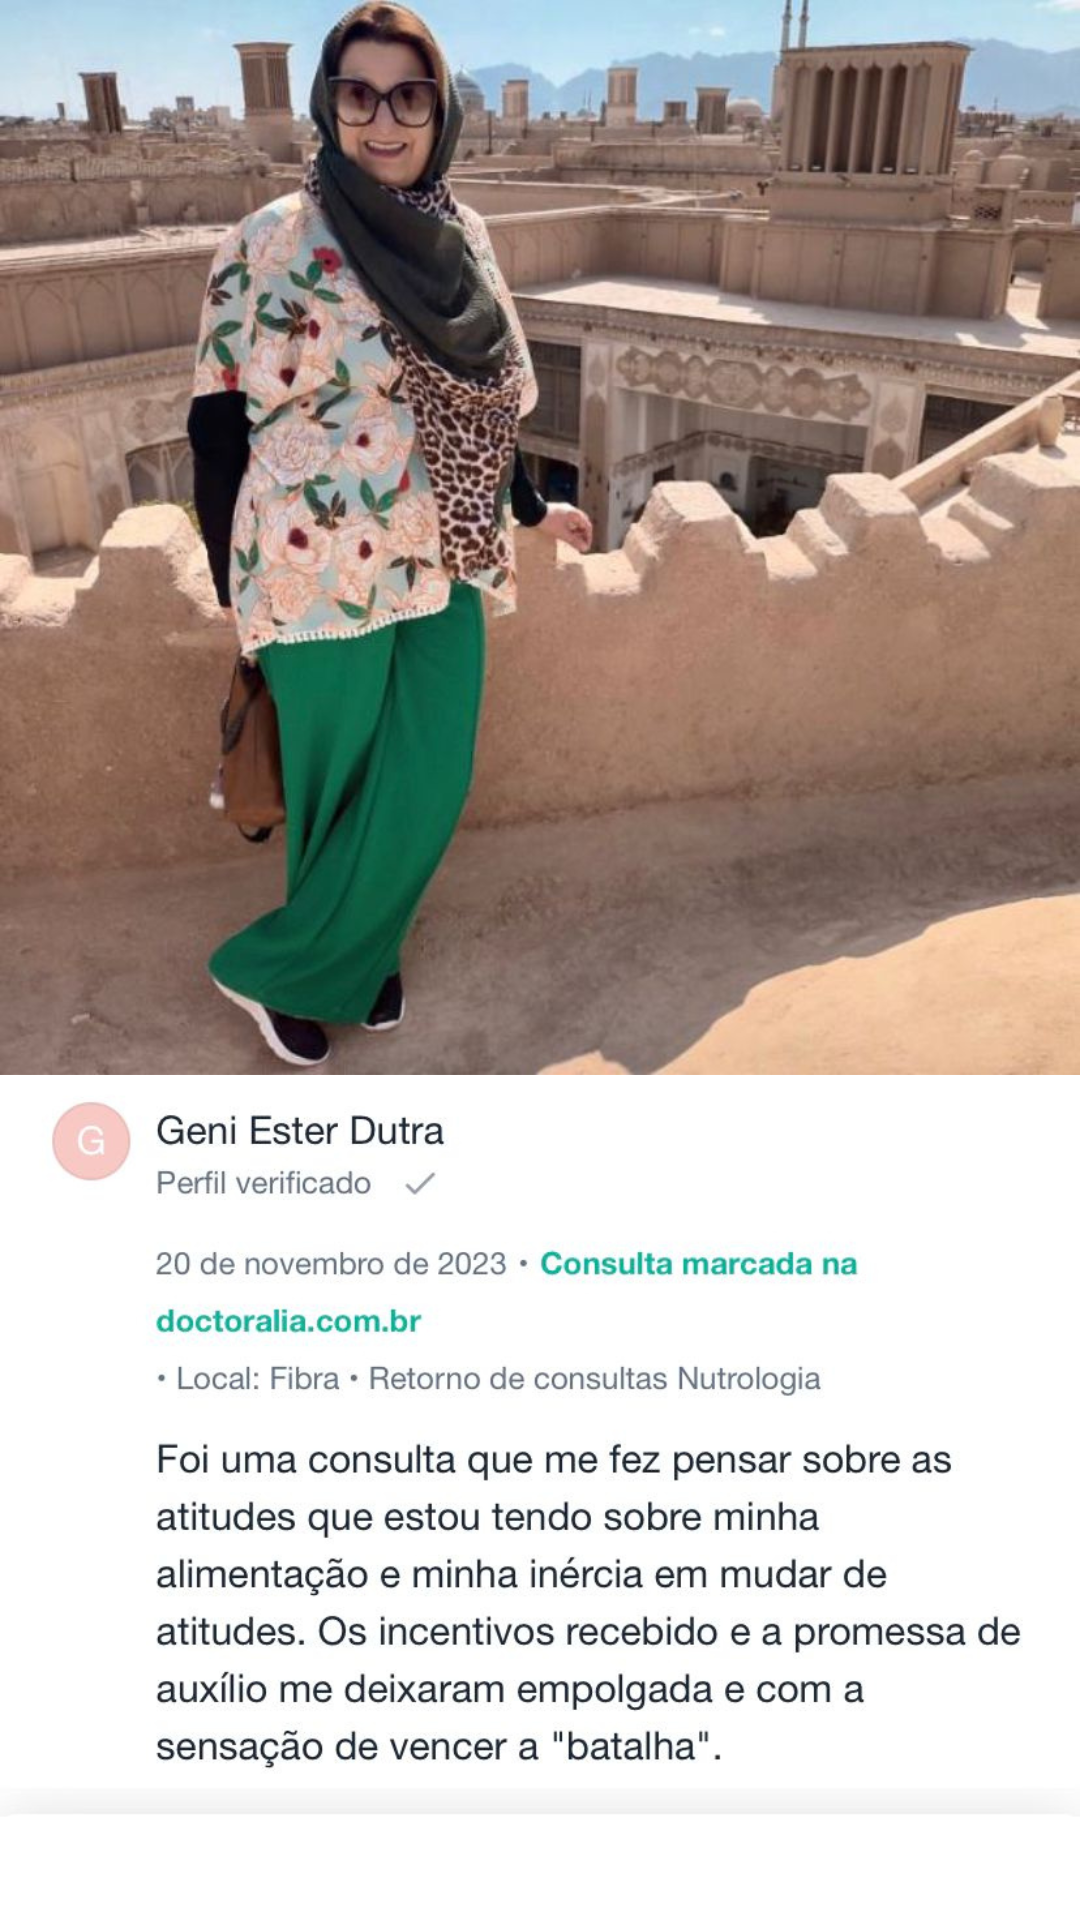 G
Geni Ester Dutra
Perfil verificado ✓
20 de novembro de 2023 • Consulta marcada na
doctoralia.com.br
• Local: Fibra • Retorno de consultas Nutrologia
Foi uma consulta que me fez pensar sobre as
atitudes que estou tendo sobre minha
alimentação e minha inércia em mudar de
atitudes. Os incentivos recebido e a promessa de
auxílio me deixaram empolgada e com a
sensação de vencer a "batalha".